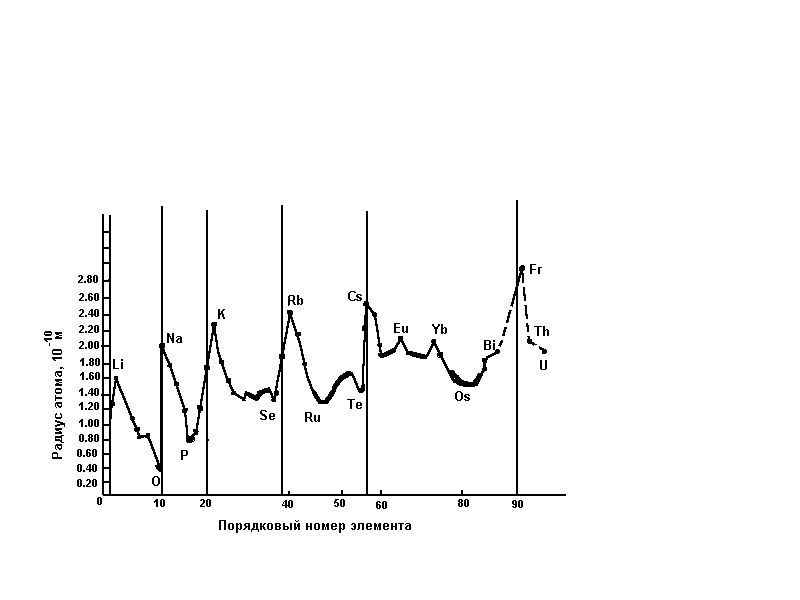 Радиус атома, 10⁻¹⁰ м
2.80
2.60
2.40
2.20
2.00
1.80
1.60
1.40
1.20
1.00
0.80
0.60
0.40
0.20
Li
O
Na
P
K
Se
Rb
Ru
Te
Cs
Eu
Yb
Os
Bi
Fr
Th
U
0 10 20 40 50 60 80 90
Порядковый номер элемента